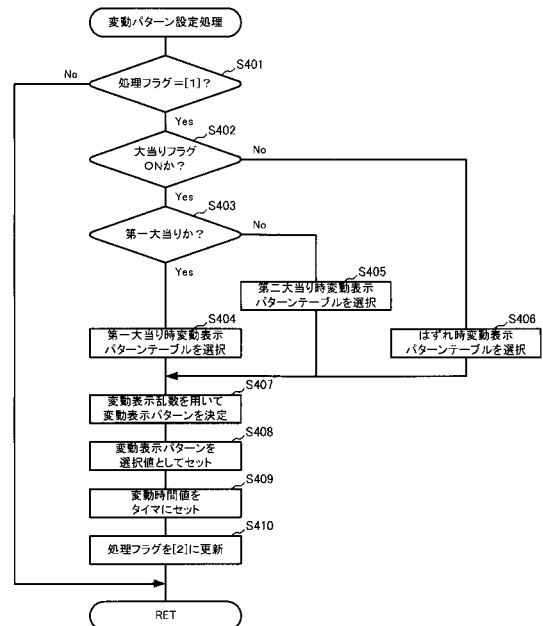 変動パターン設定処理
S401
No
処理フラグ=[1]?
Yes
S402
大当りフラグ
ONか?
No
Yes
S403
第一大当りか?
No
Yes
S405
第二大当り時変動表示
パターンテーブルを選択
S404
第一大当り時変動表示
パターンテーブルを選択
S406
はずれ時変動表示
パターンテーブルを選択
S407
変動表示乱数を用いて
変動表示パターンを決定
S408
変動表示パターンを
選択値としてセット
S409
変動時間値を
タイマにセット
S410
処理フラグを[2]に更新
RET